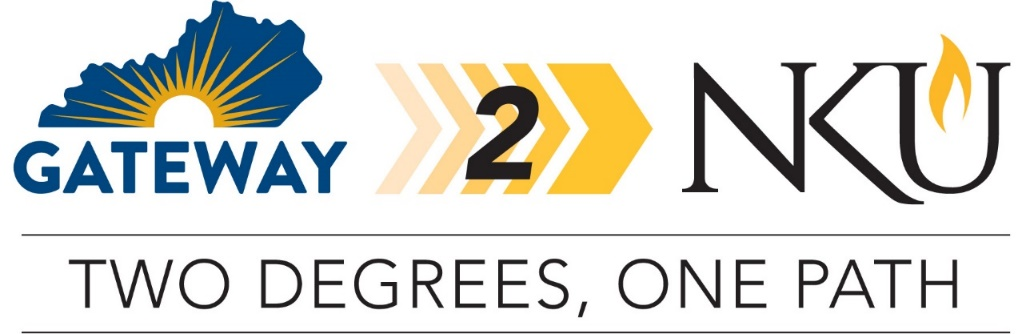 GATEWAY 2 NKU
TWO DEGREES, ONE PATH